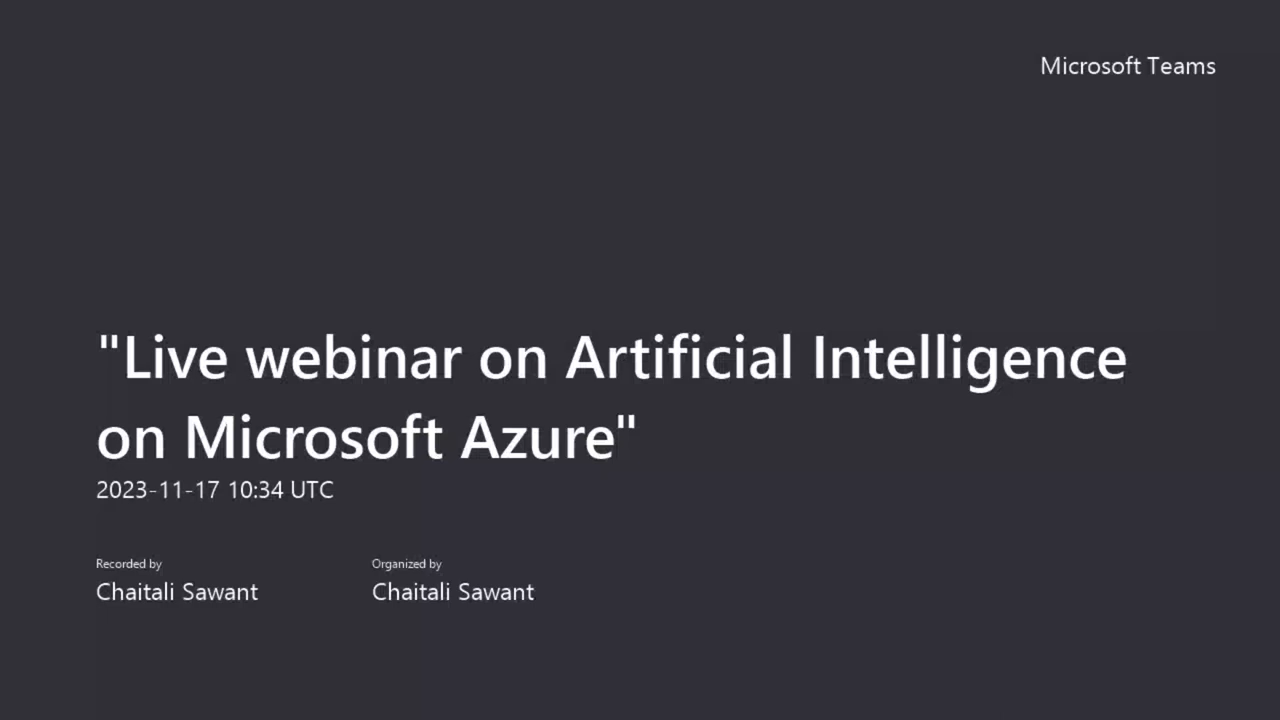 Microsoft Teams
"Live webinar on Artificial Intelligence
on Microsoft Azure"
2023-11-17 10:34 UTC
Recorded by
Chaitali Sawant
Organized by
Chaitali Sawant